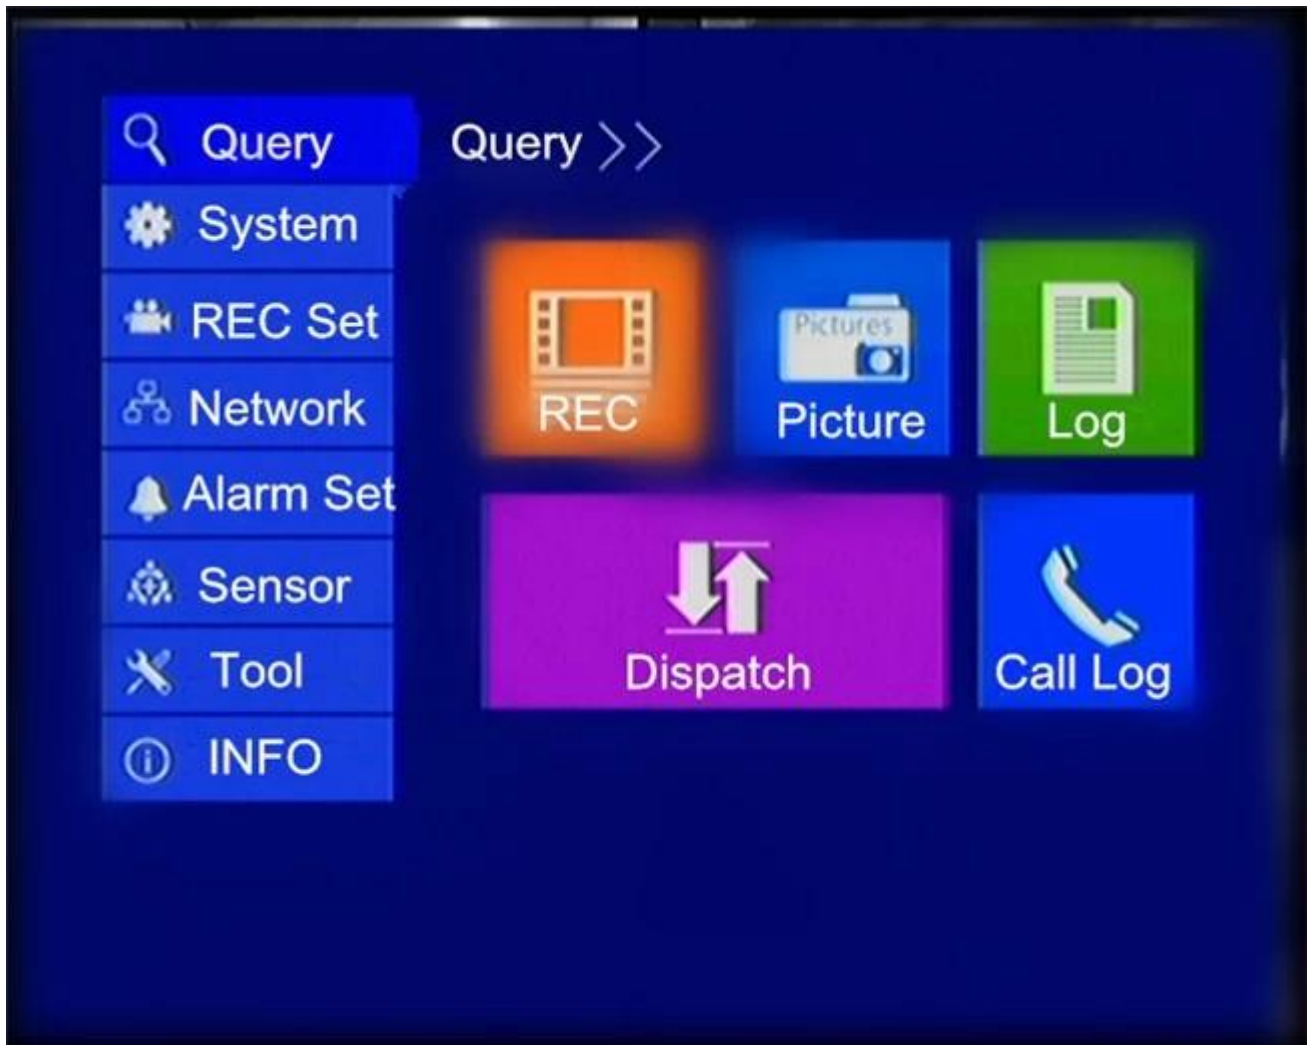 Query
System
REC Set
Network
Alarm Set
Sensor
Tool
INFO
Query >>
REC
Pictures
Picture
Log
Dispatch
Call Log